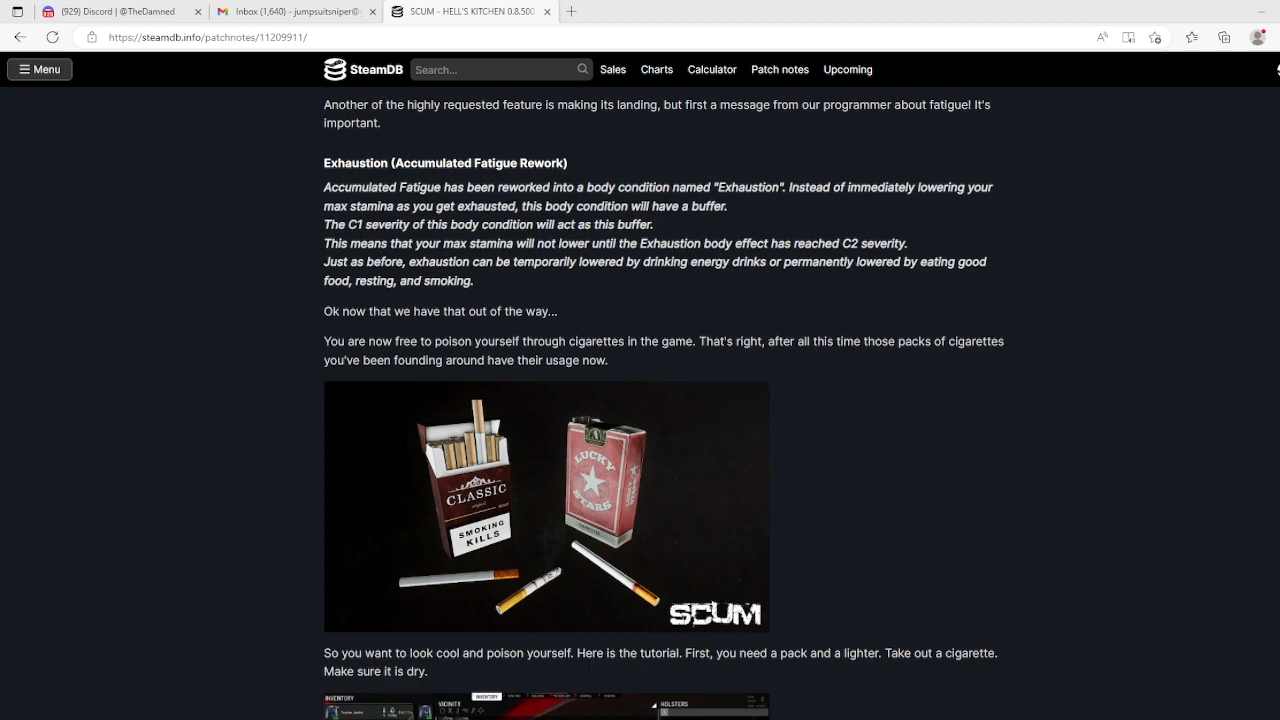 (929) Discord | @TheDamned
Inbox (1,640) - jumpsuitsniper@
SCUM - HELL'S KITCHEN 0.8.500
https://steamdb.info/patchnotes/11209911/
Menu
SteamDB
Search...
Sales
Charts
Calculator
Patch notes
Upcoming
Another of the highly requested feature is making its landing, but first a message from our programmer about fatigue! It's
important.
Exhaustion (Accumulated Fatigue Rework)
Accumulated Fatigue has been reworked into a body condition named "Exhaustion". Instead of immediately lowering your
max stamina as you get exhausted, this body condition will have a buffer.
The C1 severity of this body condition will act as this buffer.
This means that your max stamina will not lower until the Exhaustion body effect has reached C2 severity.
Just as before, exhaustion can be temporarily lowered by drinking energy drinks or permanently lowered by eating good
food, resting, and smoking.
Ok now that we have that out of the way...
You are now free to poison yourself through cigarettes in the game. That's right, after all this time those packs of cigarettes
you've been founding around have their usage now.
CLASSIC
SMOKING
KILLS
LUCKY
STARS
SCUM
So you want to look cool and poison yourself. Here is the tutorial. First, you need a pack and a lighter. Take out a cigarette.
Make sure it is dry.
INVENTORY
VICINITY
INVENTORY
HOLSTERS